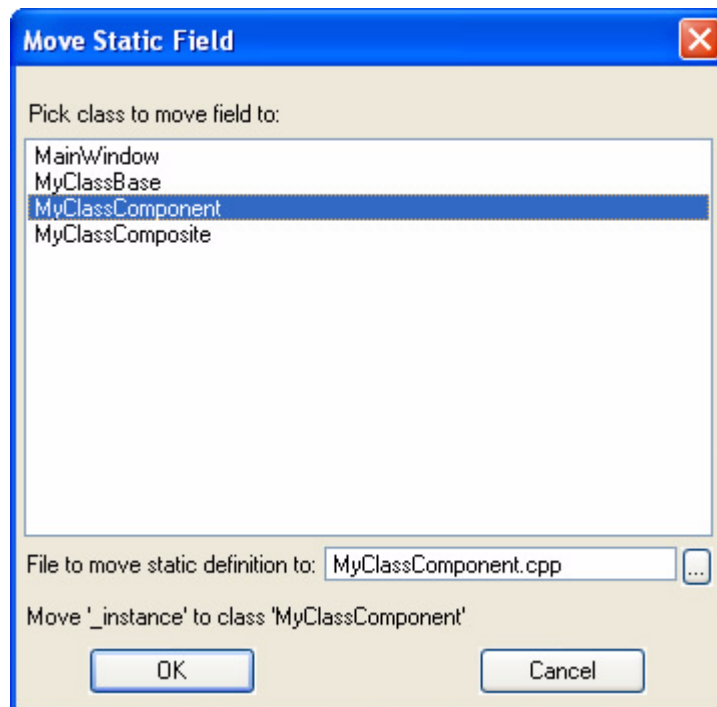 Move Static Field
Pick class to move field to:
MainWindow
MyClassBase
MyClassComponent
MyClassComposite
File to move static definition to: MyClassComponent.cpp ...
Move '_instance' to class 'MyClassComponent'
OK Cancel